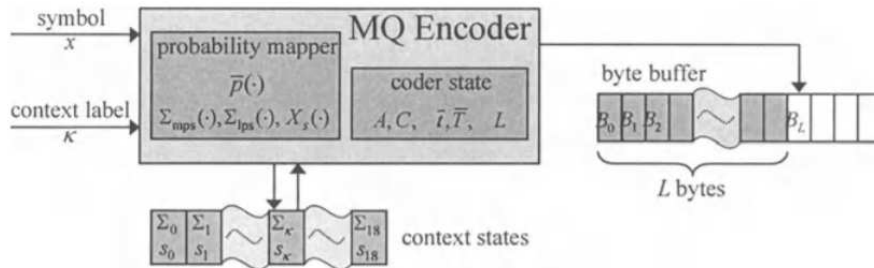 symbol
x
context label
κ
MQ Encoder
probability mapper
p̄(·)
Σmps(·),Σlps(·), Xs(·)
coder state
A,C, t̄,T̄, L
byte buffer
B0 B1 B2 BL
L bytes
Σ0 Σ1 Σκ Σ18
s0 s1 sκ s18
context states